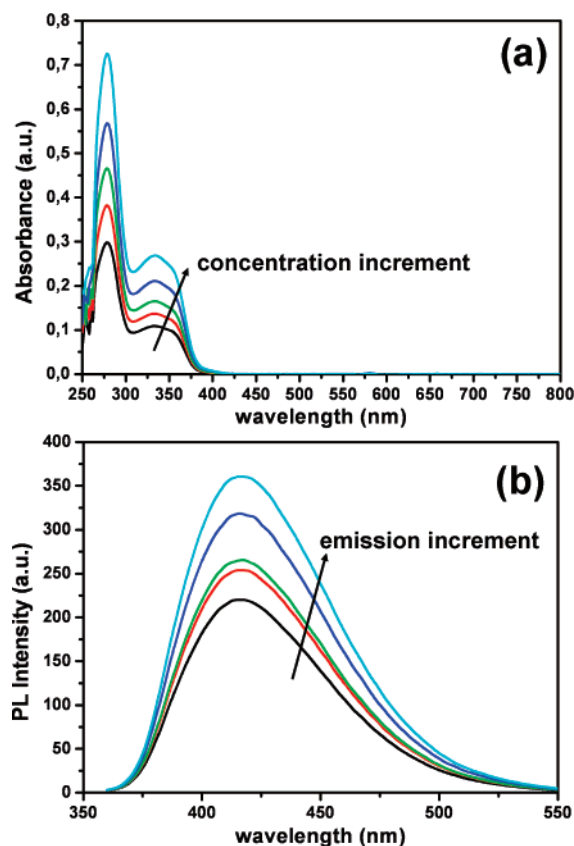 (a)
0,8
0,7
0,6
0,5
0,4
0,3
0,2
0,1
0,0
Absorbance (a.u.)
concentration increment
250 300 350 400 450 500 550 600 650 700 750 800
wavelength (nm)
(b)
400
350
300
250
200
150
100
50
0
PL Intensity (a.u.)
emission increment
350 400 450 500 550
wavelength (nm)